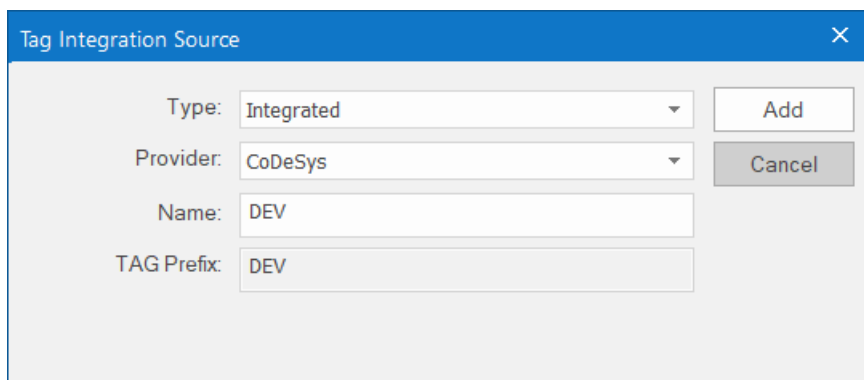 Tag Integration Source
Type: Integrated Add
Provider: CoDeSys Cancel
Name: DEV
TAG Prefix: DEV